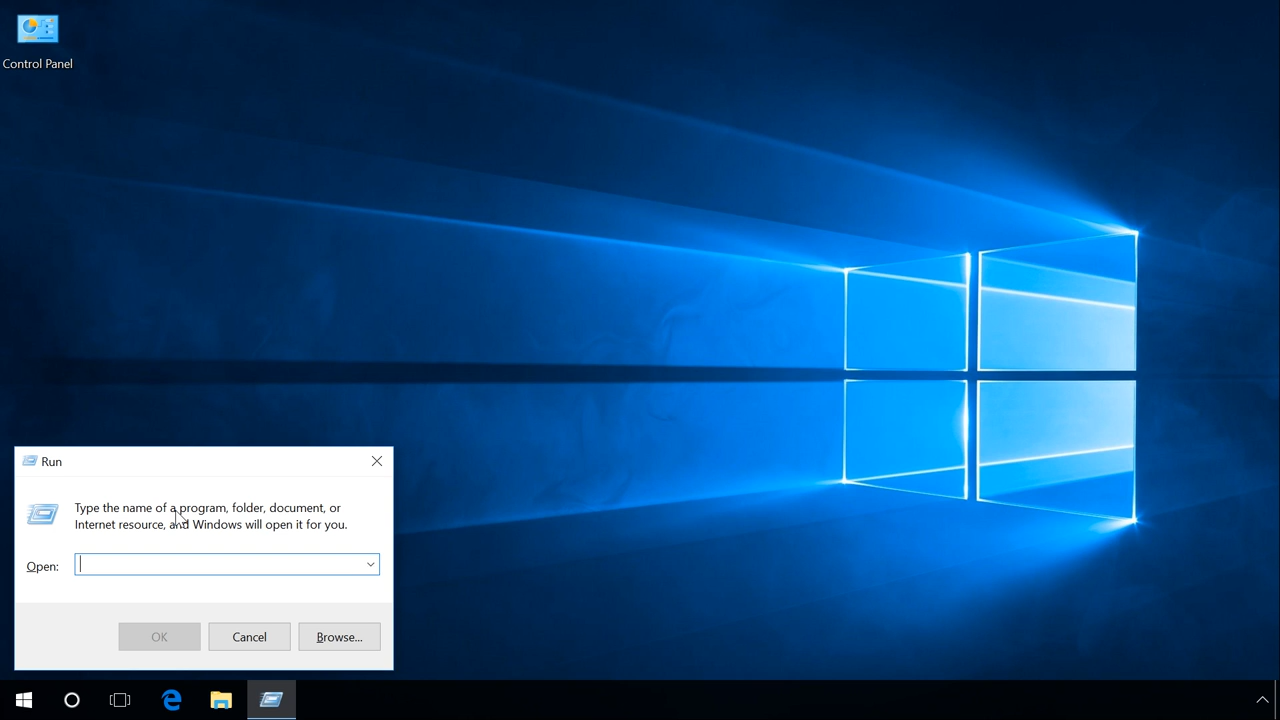 Control Panel
Run
Type the name of a program, folder, document, or
Internet resource, and Windows will open it for you.
Open:
OK
Cancel
Browse...